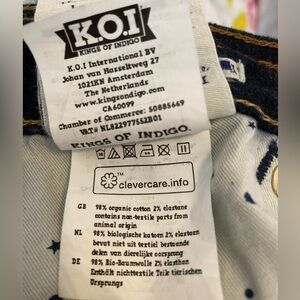 K.O.I
KINGS OF INDIGO
K.O.I International BV
Johan van Hasseltweg 27
1021KN Amsterdam
The Netherlands
www.kingsofindigo.com
CA60099
Chamber of Commerce: 50885669
VAT# NL822977552B01
KINGS OF INDIGO.
clevercare.info
GB 98% organic cotton 2% elastane
contains non-textile parts from
animal origin
NL 98% biologische katoen 2% elastaan
bevat niet uit textiel bestaande
delen van dierelijke oorsprong
DE 98% Bio-Baumwolle 2% elasthan
Enthält nichttextile Teile tierischen
Ursprungs